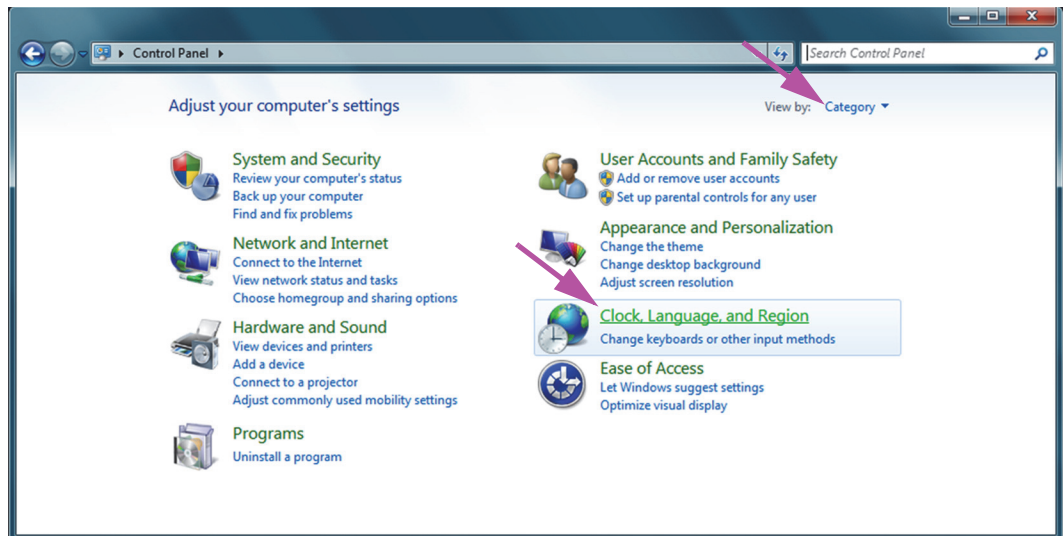 Control Panel
Search Control Panel
Adjust your computer's settings
View by: Category
System and Security
Review your computer's status
Back up your computer
Find and fix problems
Network and Internet
Connect to the Internet
View network status and tasks
Choose homegroup and sharing options
Hardware and Sound
View devices and printers
Add a device
Connect to a projector
Adjust commonly used mobility settings
Programs
Uninstall a program
User Accounts and Family Safety
Add or remove user accounts
Set up parental controls for any user
Appearance and Personalization
Change the theme
Change desktop background
Adjust screen resolution
Clock, Language, and Region
Change keyboards or other input methods
Ease of Access
Let Windows suggest settings
Optimize visual display